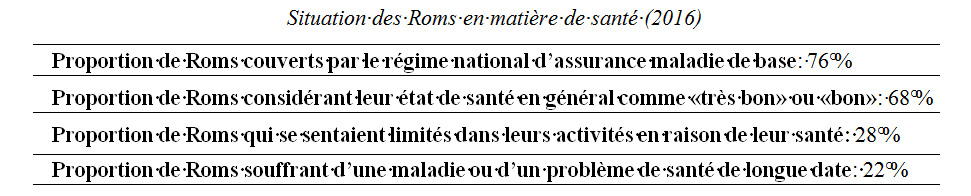 Situation des Roms en matière de santé (2016)
Proportion de Roms couverts par le régime national d’assurance maladie de base: 76 %
Proportion de Roms considérant leur état de santé en général comme «très bon» ou «bon»: 68 %
Proportion de Roms qui se sentaient limités dans leurs activités en raison de leur santé: 28 %
Proportion de Roms souffrant d’une maladie ou d’un problème de santé de longue date: 22 %